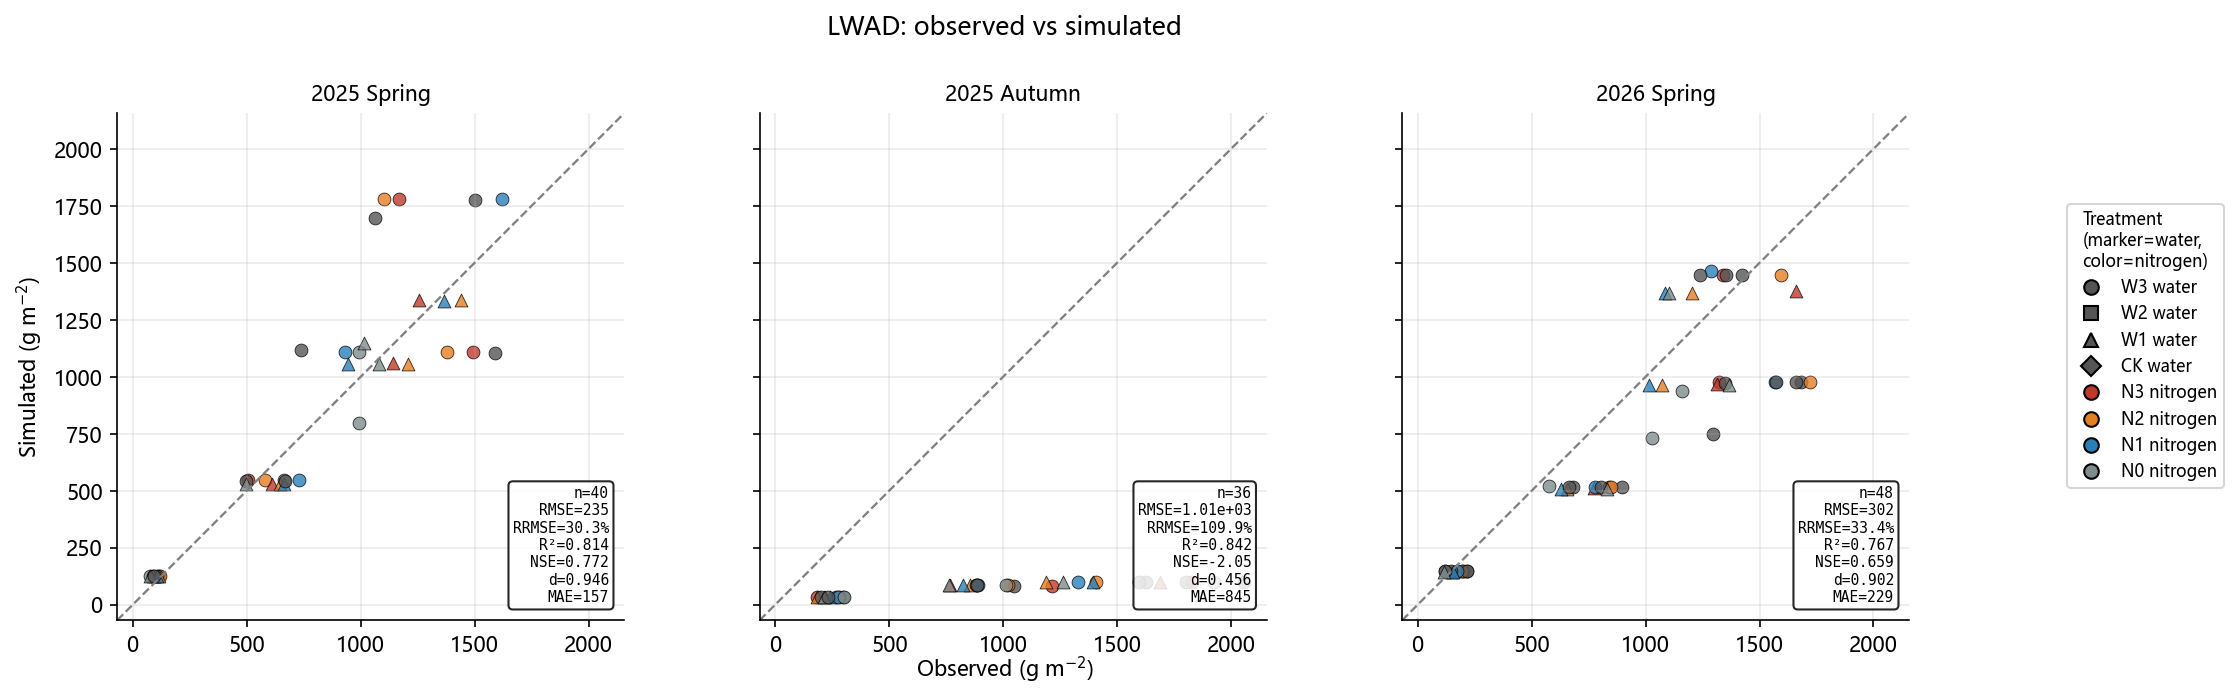 LWAD: observed vs simulated
2025 Spring
2025 Autumn
2026 Spring
Simulated (g m⁻²)
2000
1750
1500
1250
1000
750
500
250
0
n=40
RMSE=235
RRMSE=30.3%
R²=0.814
NSE=0.772
d=0.946
MAE=157
n=36
RMSE=1.01e+03
RRMSE=109.9%
R²=0.842
NSE=-2.05
d=0.456
MAE=845
n=48
RMSE=302
RRMSE=33.4%
R²=0.767
NSE=0.659
d=0.902
MAE=229
0 500 1000 1500 2000
0 500 1000 1500 2000
0 500 1000 1500 2000
Observed (g m⁻²)
Treatment
(marker=water,
color=nitrogen)
W3 water
W2 water
W1 water
CK water
N3 nitrogen
N2 nitrogen
N1 nitrogen
N0 nitrogen